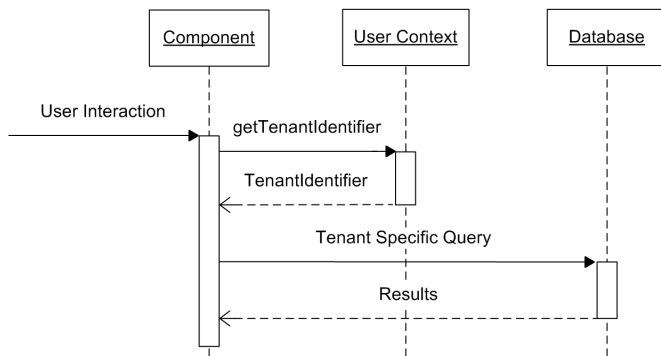 Component
User Context
Database
User Interaction
getTenantIdentifier
TenantIdentifier
Tenant Specific Query
Results